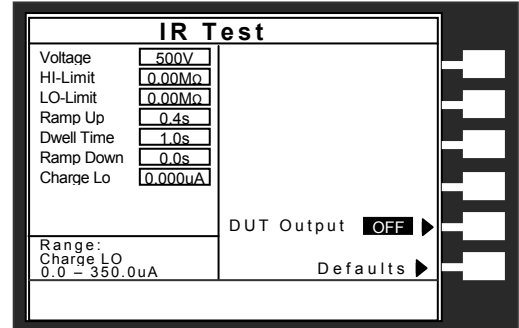 IR Test
Voltage 500V
HI-Limit 0.00MΩ
LO-Limit 0.00MΩ
Ramp Up 0.4s
Dwell Time 1.0s
Ramp Down 0.0s
Charge Lo 0.000uA
DUT Output OFF
Range:
Charge LO
0.0 – 350.0uA
Defaults